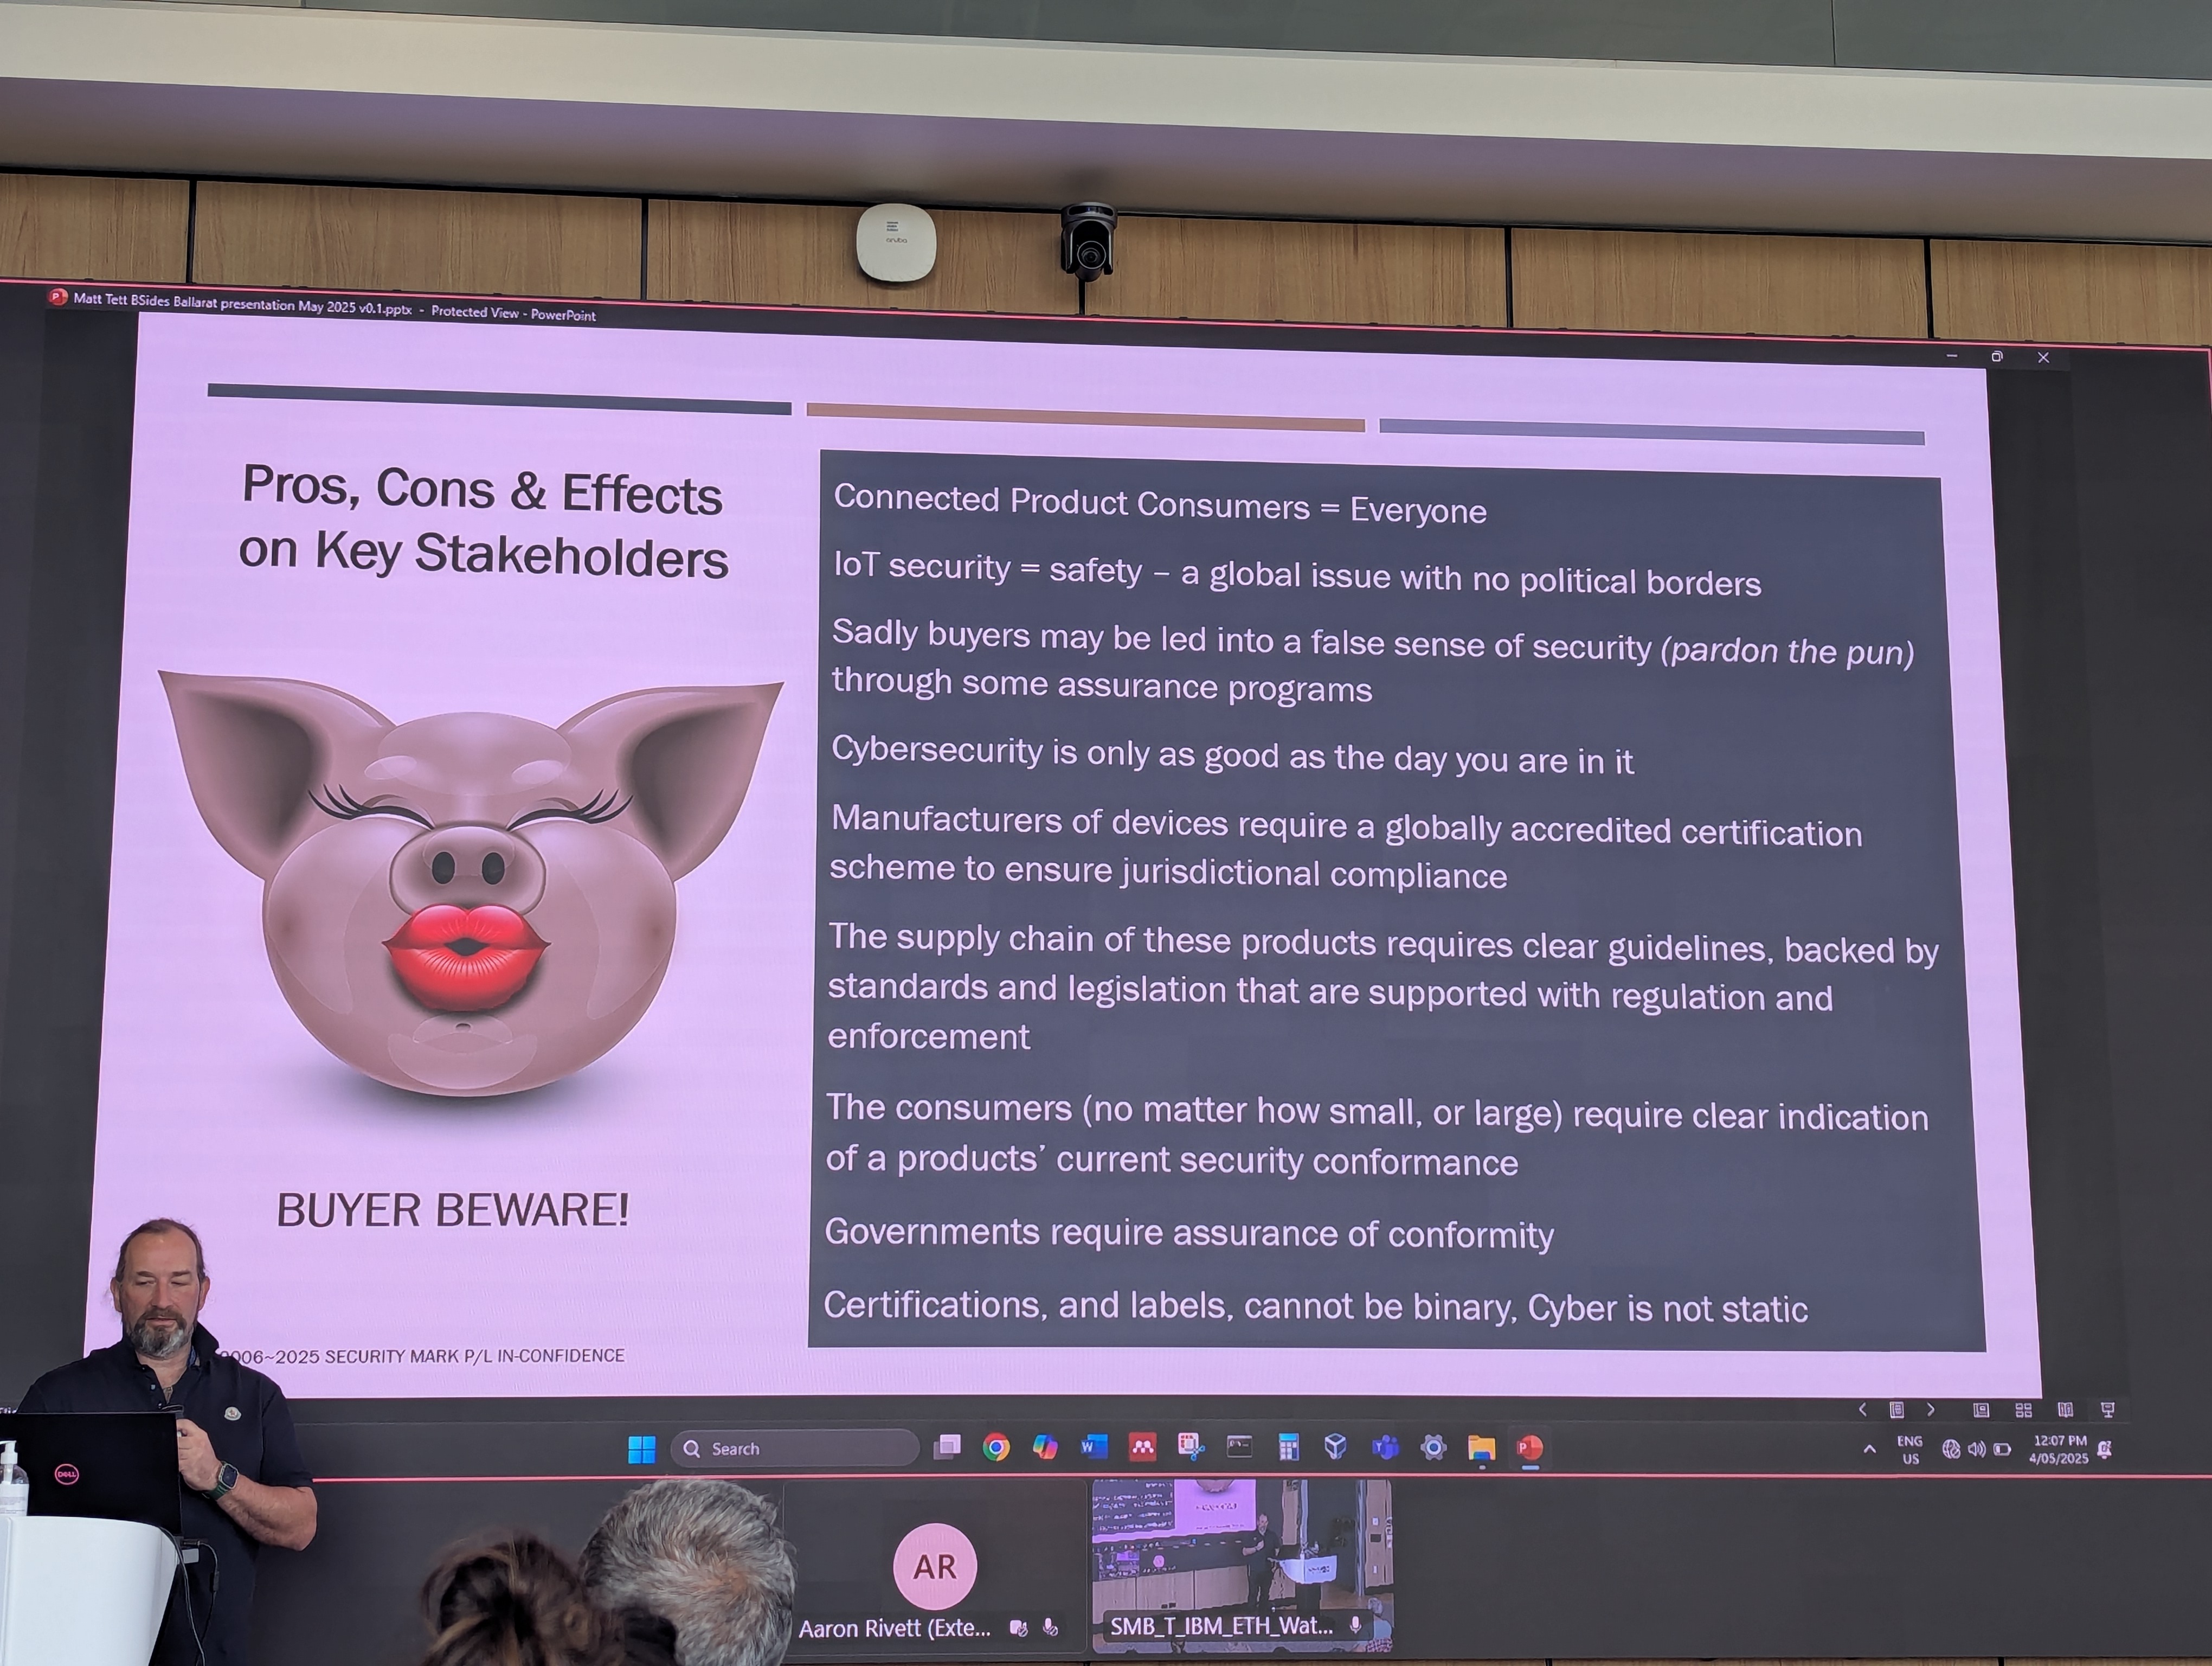 aruba
Matt Tett BSides Ballarat presentation May 2025 v0.1.pptx - Protected View - PowerPoint
Pros, Cons & Effects
on Key Stakeholders
BUYER BEWARE!
006~2025 SECURITY MARK P/L IN-CONFIDENCE
Connected Product Consumers = Everyone
IoT security = safety – a global issue with no political borders
Sadly buyers may be led into a false sense of security (pardon the pun)
through some assurance programs
Cybersecurity is only as good as the day you are in it
Manufacturers of devices require a globally accredited certification
scheme to ensure jurisdictional compliance
The supply chain of these products requires clear guidelines, backed by
standards and legislation that are supported with regulation and
enforcement
The consumers (no matter how small, or large) require clear indication
of a products’ current security conformance
Governments require assurance of conformity
Certifications, and labels, cannot be binary, Cyber is not static
Search
ENG
US
12:07 PM
4/05/2025
DELL
AR
Aaron Rivett (Exte...
SMB_T_IBM_ETH_Wat...